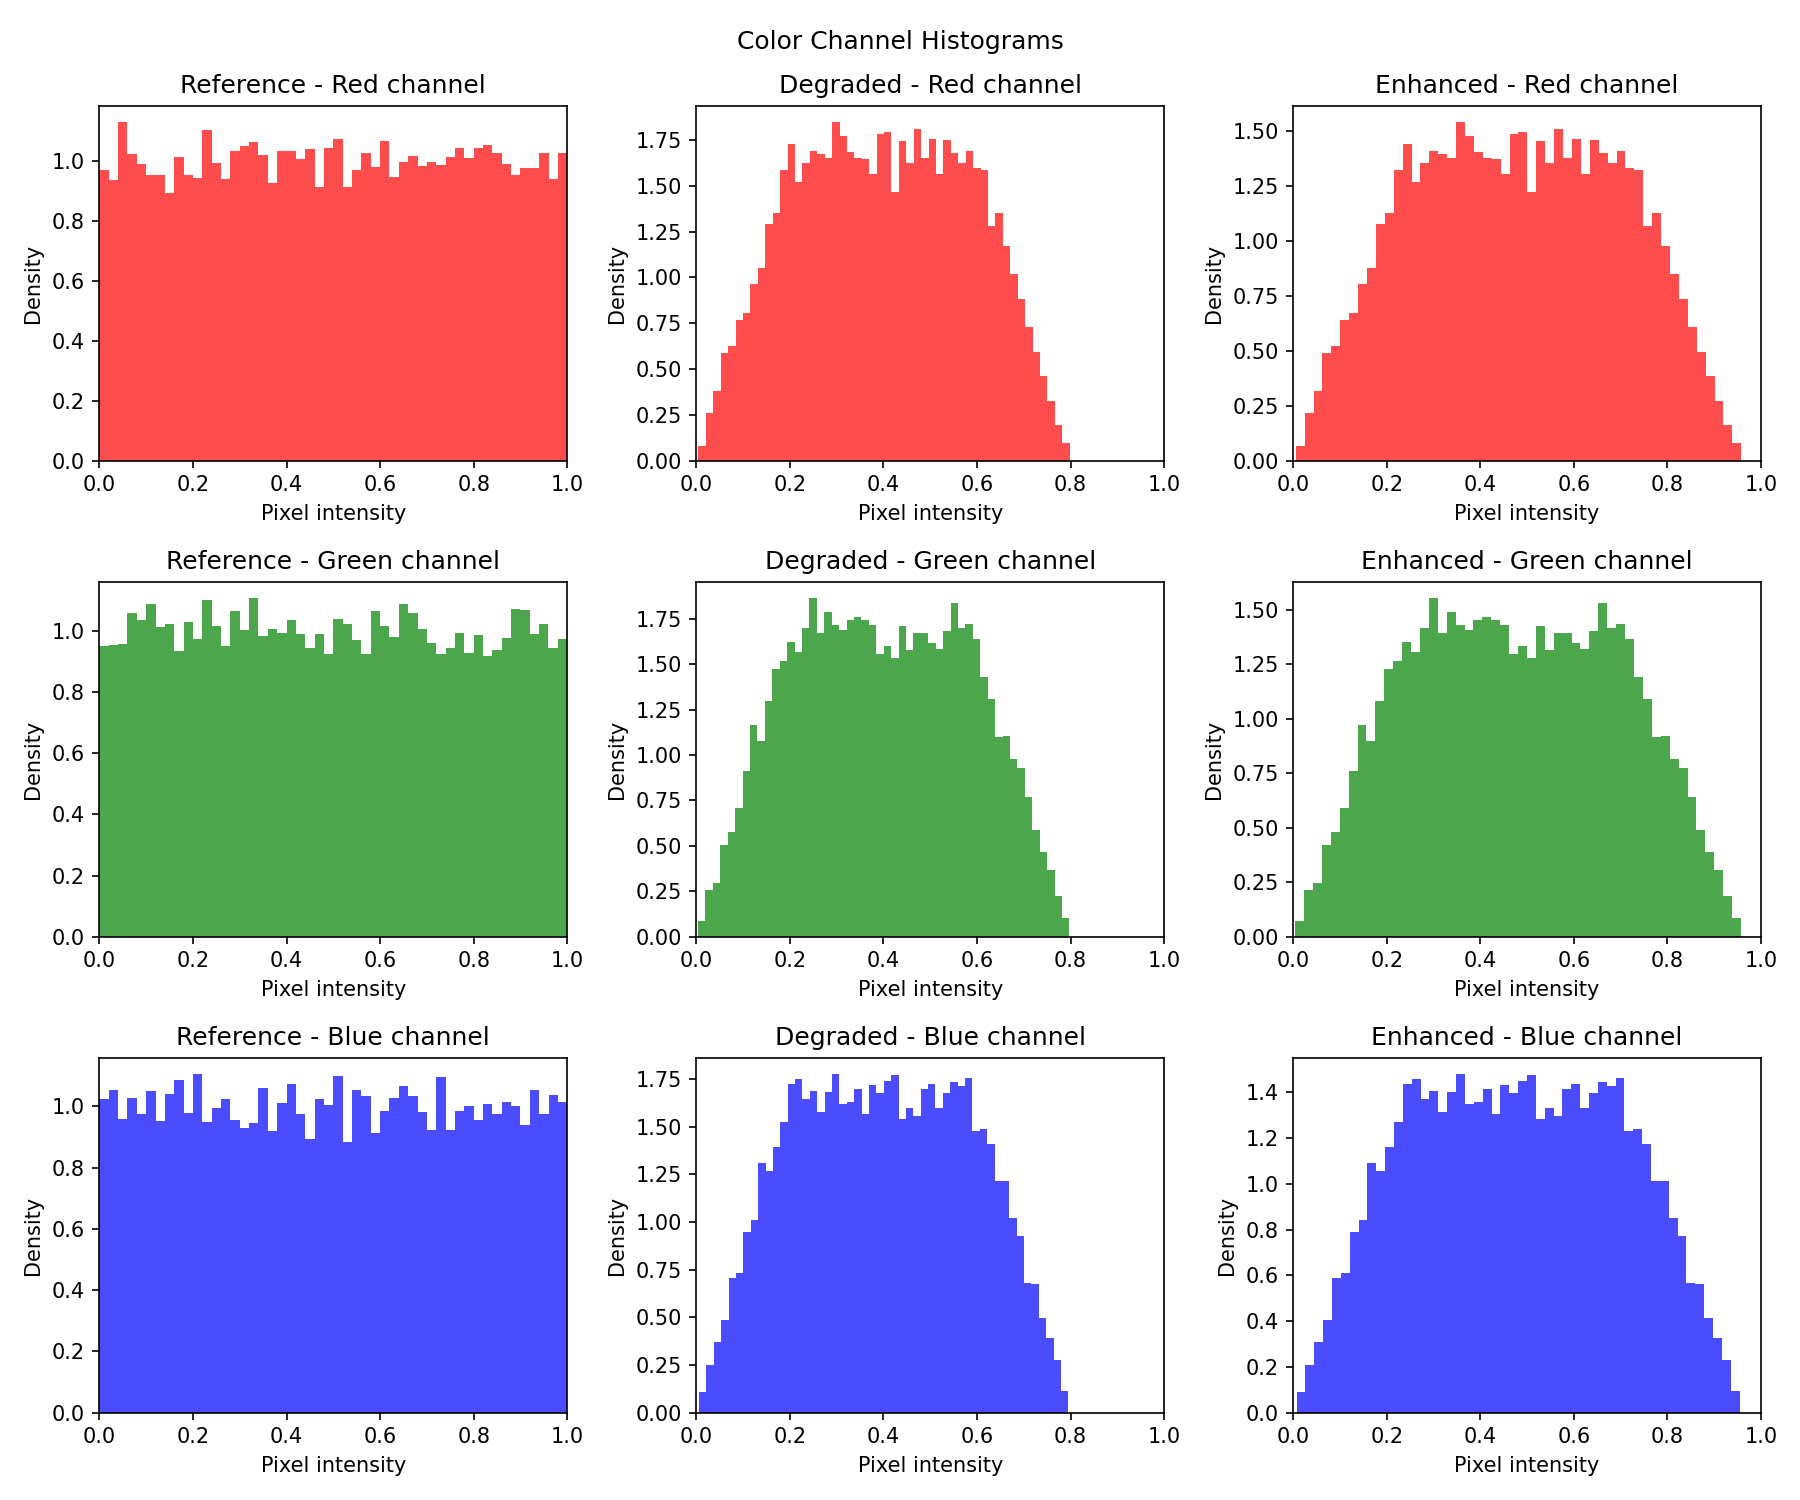 Color Channel Histograms
Reference - Red channel
Degraded - Red channel
Enhanced - Red channel
Density
1.0
0.8
0.6
0.4
0.2
0.0
0.0 0.2 0.4 0.6 0.8 1.0
Pixel intensity
Density
1.75
1.50
1.25
1.00
0.75
0.50
0.25
0.00
0.0 0.2 0.4 0.6 0.8 1.0
Pixel intensity
Density
1.50
1.25
1.00
0.75
0.50
0.25
0.00
0.0 0.2 0.4 0.6 0.8 1.0
Pixel intensity
Reference - Green channel
Degraded - Green channel
Enhanced - Green channel
Density
1.0
0.8
0.6
0.4
0.2
0.0
0.0 0.2 0.4 0.6 0.8 1.0
Pixel intensity
Density
1.75
1.50
1.25
1.00
0.75
0.50
0.25
0.00
0.0 0.2 0.4 0.6 0.8 1.0
Pixel intensity
Density
1.50
1.25
1.00
0.75
0.50
0.25
0.00
0.0 0.2 0.4 0.6 0.8 1.0
Pixel intensity
Reference - Blue channel
Degraded - Blue channel
Enhanced - Blue channel
Density
1.0
0.8
0.6
0.4
0.2
0.0
0.0 0.2 0.4 0.6 0.8 1.0
Pixel intensity
Density
1.75
1.50
1.25
1.00
0.75
0.50
0.25
0.00
0.0 0.2 0.4 0.6 0.8 1.0
Pixel intensity
Density
1.4
1.2
1.0
0.8
0.6
0.4
0.2
0.0
0.0 0.2 0.4 0.6 0.8 1.0
Pixel intensity